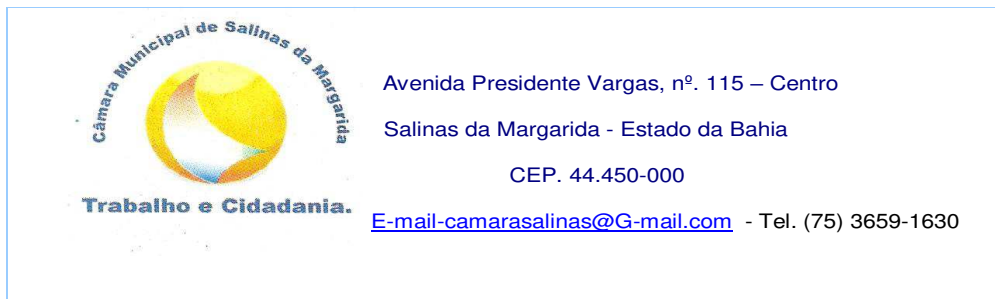 Câmara Municipal de Salinas da Margarida
Trabalho e Cidadania.
Avenida Presidente Vargas, nº. 115 – Centro
Salinas da Margarida - Estado da Bahia
CEP. 44.450-000
E-mail-camarasalinas@G-mail.com - Tel. (75) 3659-1630